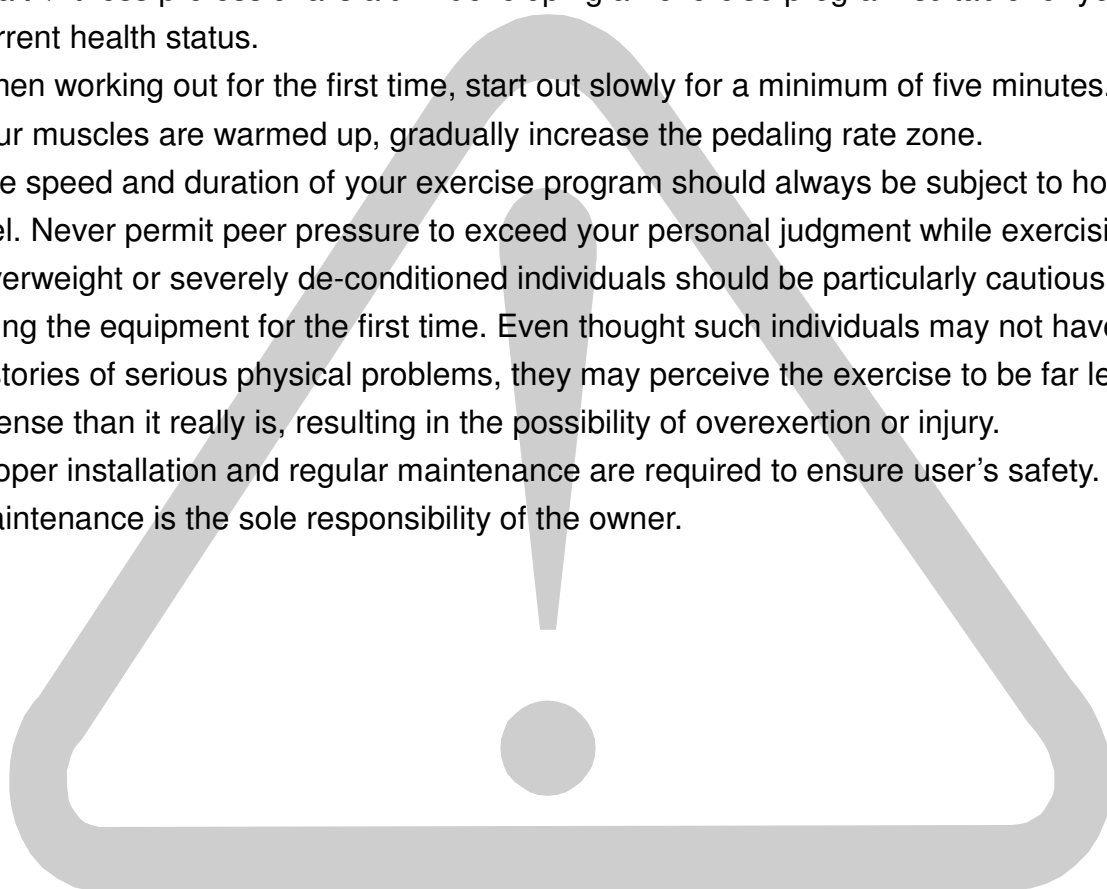 rrent health status.
hen working out for the first time, start out slowly for a minimum of five minutes.
ur muscles are warmed up, gradually increase the pedaling rate zone.
e speed and duration of your exercise program should always be subject to ho
el. Never permit peer pressure to exceed your personal judgment while exercisi
verweight or severely de-conditioned individuals should be particularly cautious
ing the equipment for the first time. Even thought such individuals may not have
stories of serious physical problems, they may perceive the exercise to be far le
ense than it really is, resulting in the possibility of overexertion or injury.
oper installation and regular maintenance are required to ensure user's safety.
aintenance is the sole responsibility of the owner.